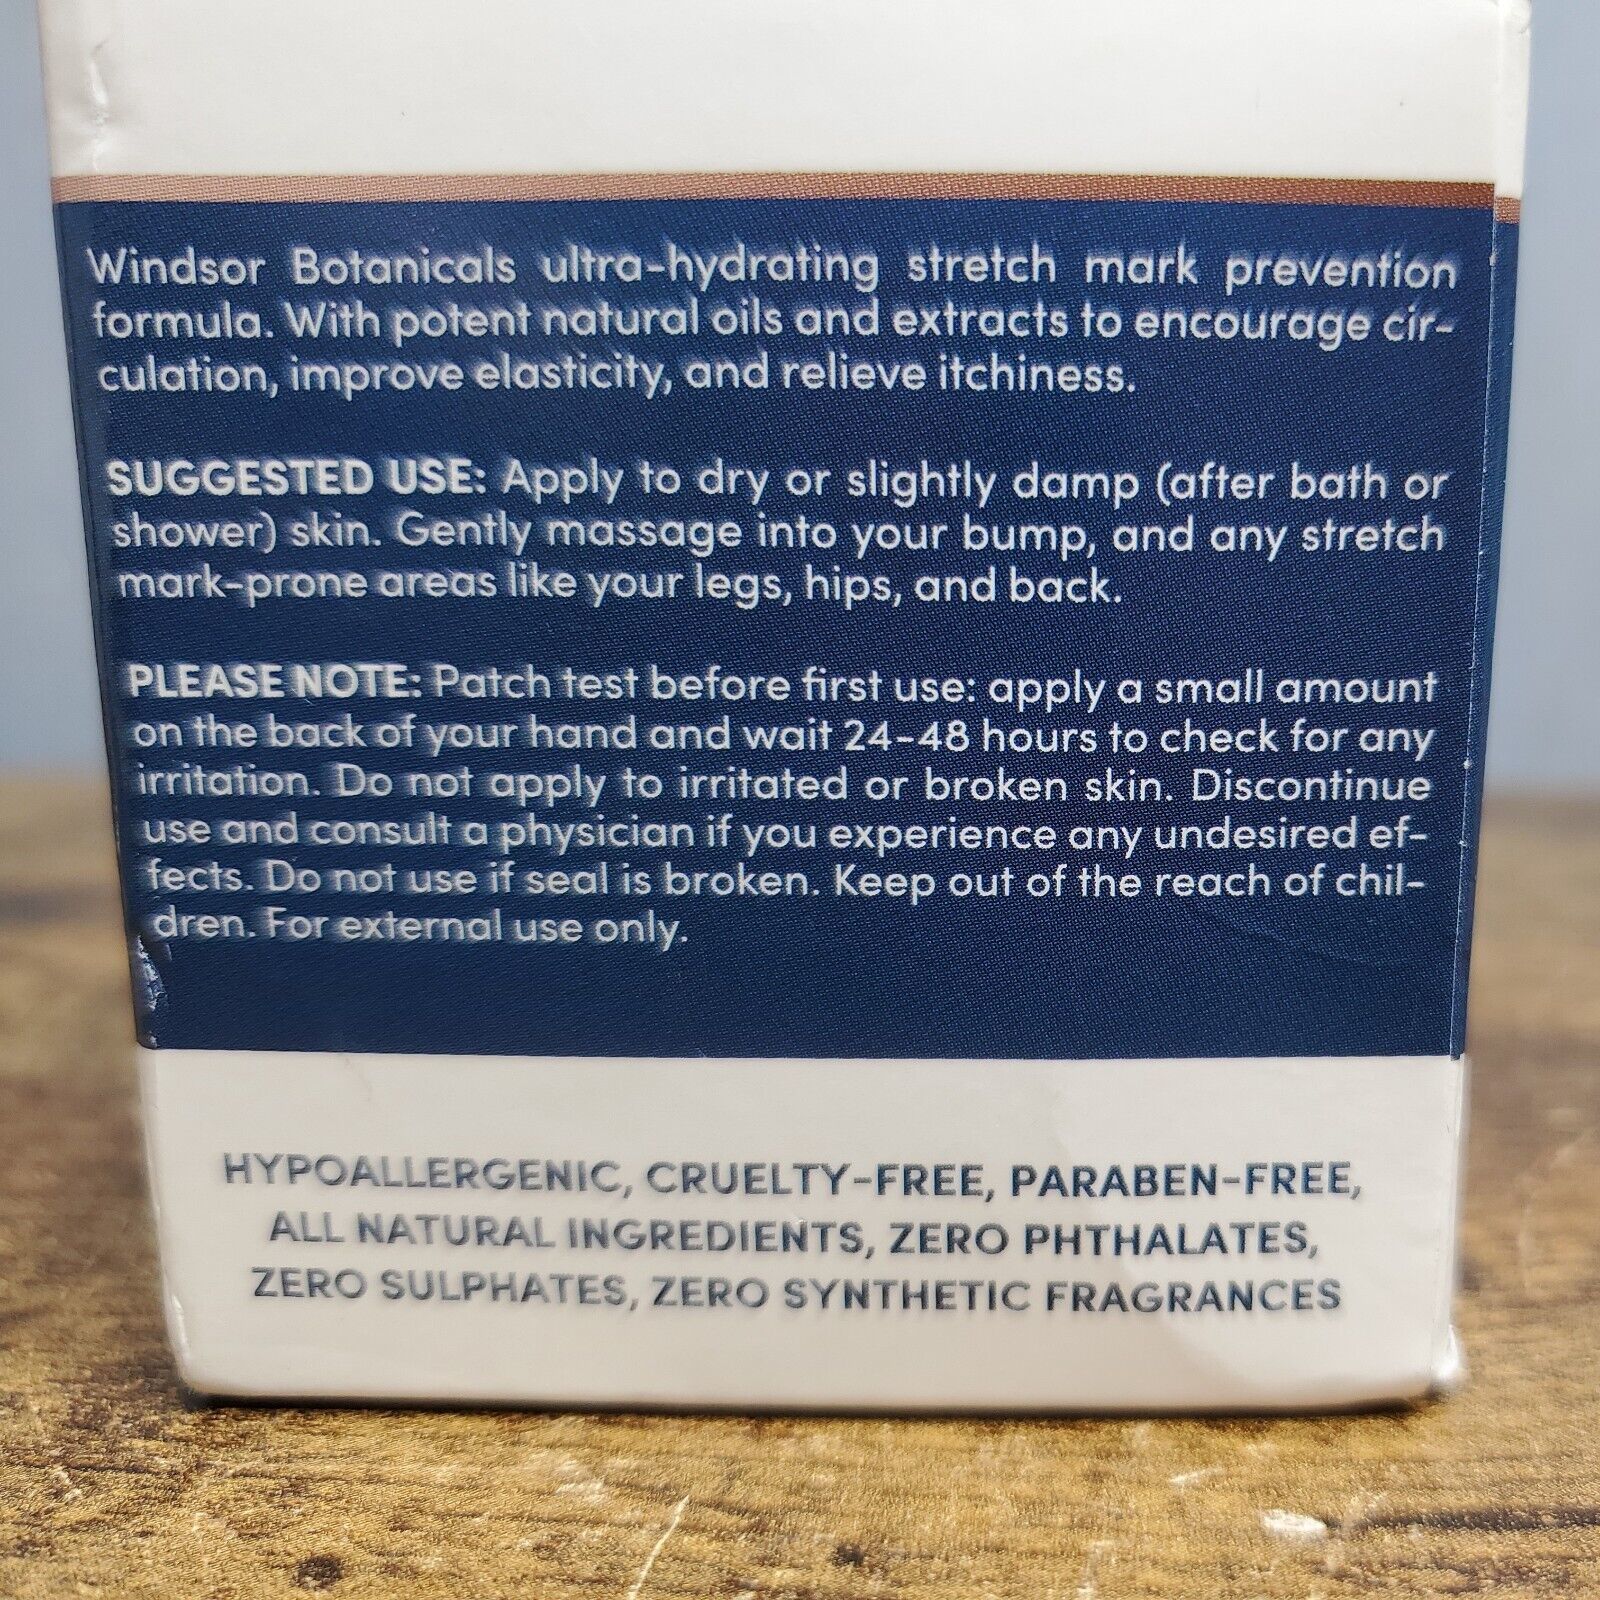 Windsor Botanicals ultra-hydrating stretch mark prevention
formula. With potent natural oils and extracts to encourage cir-
culation, improve elasticity, and relieve itchiness.
SUGGESTED USE: Apply to dry or slightly damp (after bath or
shower) skin. Gently massage into your bump, and any stretch
mark-prone areas like your legs, hips, and back.
PLEASE NOTE: Patch test before first use: apply a small amount
on the back of your hand and wait 24-48 hours to check for any
irritation. Do not apply to irritated or broken skin. Discontinue
use and consult a physician if you experience any undesired ef-
fects. Do not use if seal is broken. Keep out of the reach of chil-
dren. For external use only.
HYPOALLERGENIC, CRUELTY-FREE, PARABEN-FREE,
ALL NATURAL INGREDIENTS, ZERO PHTHALATES,
ZERO SULPHATES, ZERO SYNTHETIC FRAGRANCES